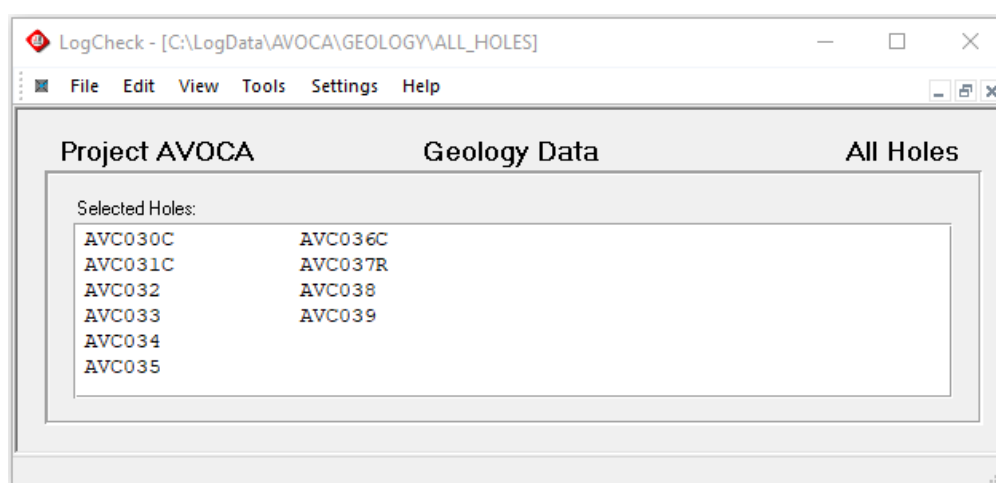 LogCheck - [C:\LogData\AVOCA\GEOLOGY\ALL_HOLES]
File Edit View Tools Settings Help
Project AVOCA Geology Data All Holes
Selected Holes:
AVC030C AVC036C
AVC031C AVC037R
AVC032 AVC038
AVC033 AVC039
AVC034
AVC035